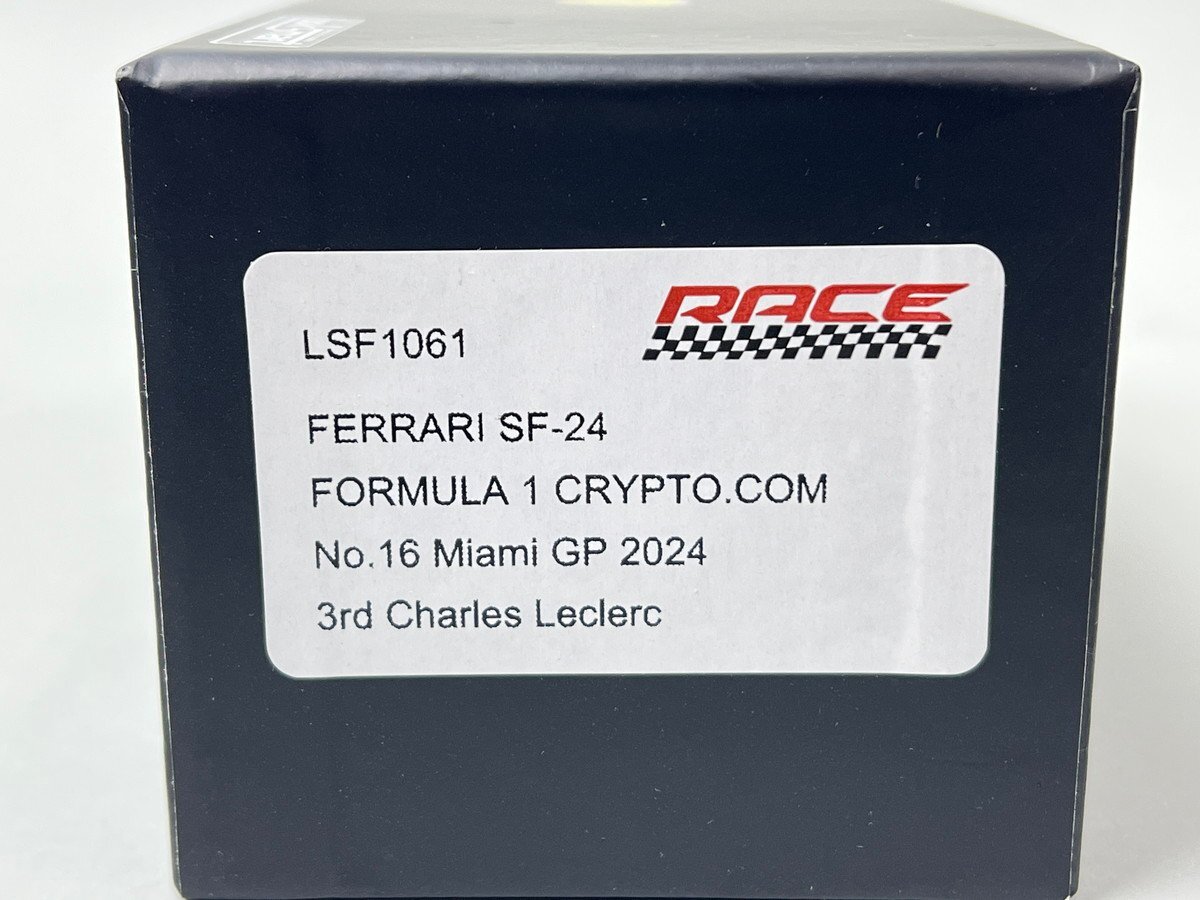 RACE
LSF1061
FERRARI SF-24
FORMULA 1 CRYPTO.COM
No.16 Miami GP 2024
3rd Charles Leclerc